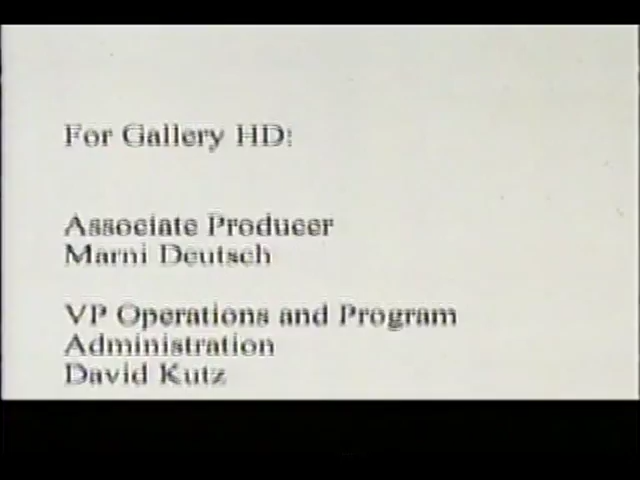 For Gallery HD:
Associate Producer
Marni Deutsch
VP Operations and Program
Administration
David Kutz